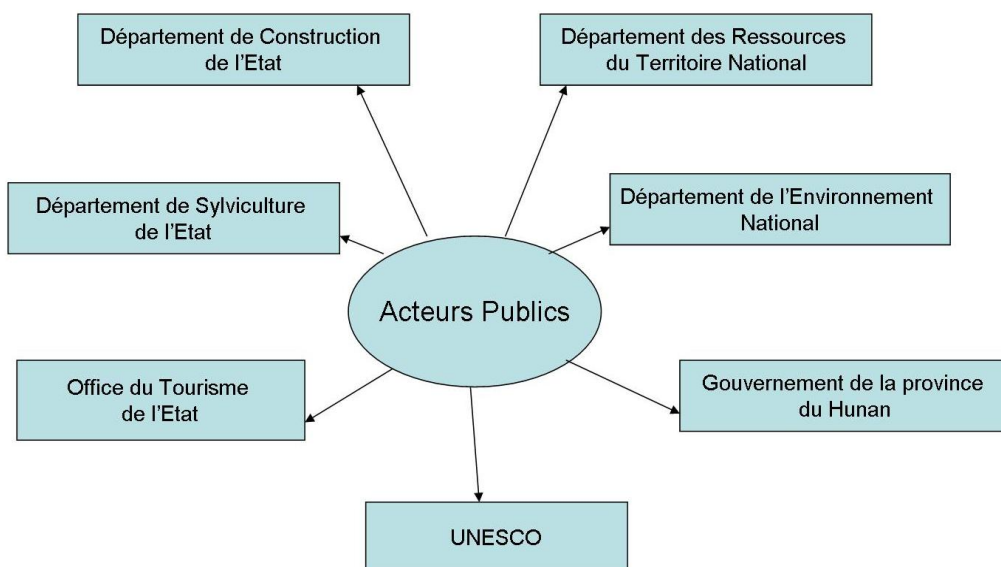 Département de Construction
de l'Etat
Département des Ressources
du Territoire National
Département de Sylviculture
de l'Etat
Département de l'Environnement
National
Acteurs Publics
Office du Tourisme
de l'Etat
Gouvernement de la province
du Hunan
UNESCO